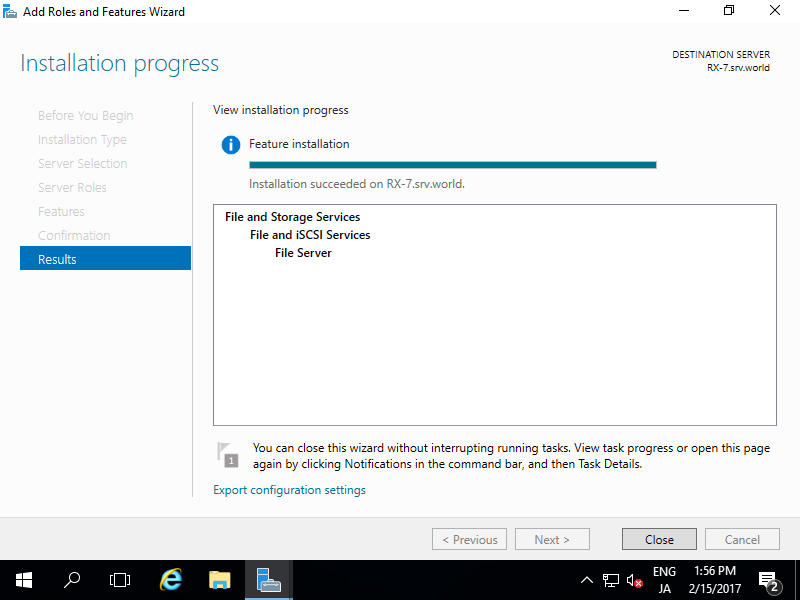 Add Roles and Features Wizard
Installation progress
DESTINATION SERVER
RX-7.srv.world
Before You Begin
Installation Type
Server Selection
Server Roles
Features
Confirmation
Results
View installation progress
Feature installation
Installation succeeded on RX-7.srv.world.
File and Storage Services
File and iSCSI Services
File Server
1
You can close this wizard without interrupting running tasks. View task progress or open this page
again by clicking Notifications in the command bar, and then Task Details.
Export configuration settings
< Previous
Next >
Close
Cancel
ENG
JA
1:56 PM
2/15/2017
2